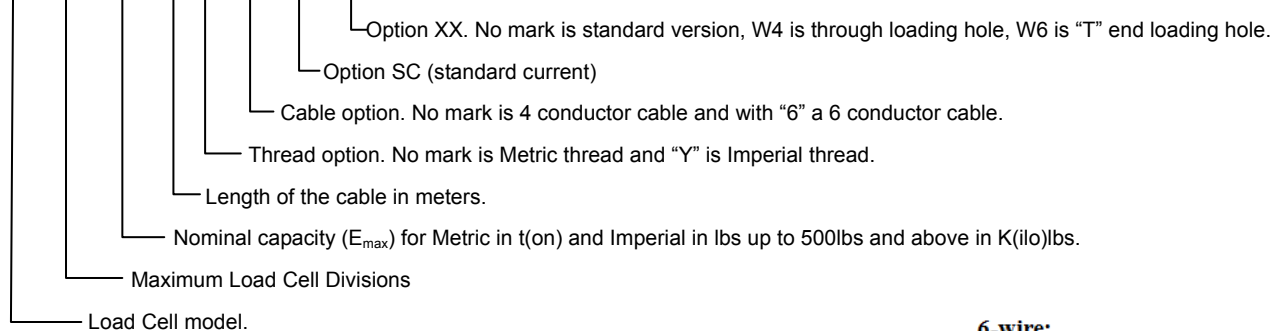 Option XX. No mark is standard version, W4 is through loading hole, W6 is “T” end loading hole.
Option SC (standard current)
Cable option. No mark is 4 conductor cable and with “6” a 6 conductor cable.
Thread option. No mark is Metric thread and “Y” is Imperial thread.
Length of the cable in meters.
Nominal capacity (Emax) for Metric in t(on) and Imperial in lbs up to 500lbs and above in K(ilo)lbs.
Maximum Load Cell Divisions
Load Cell model.
6-wire: